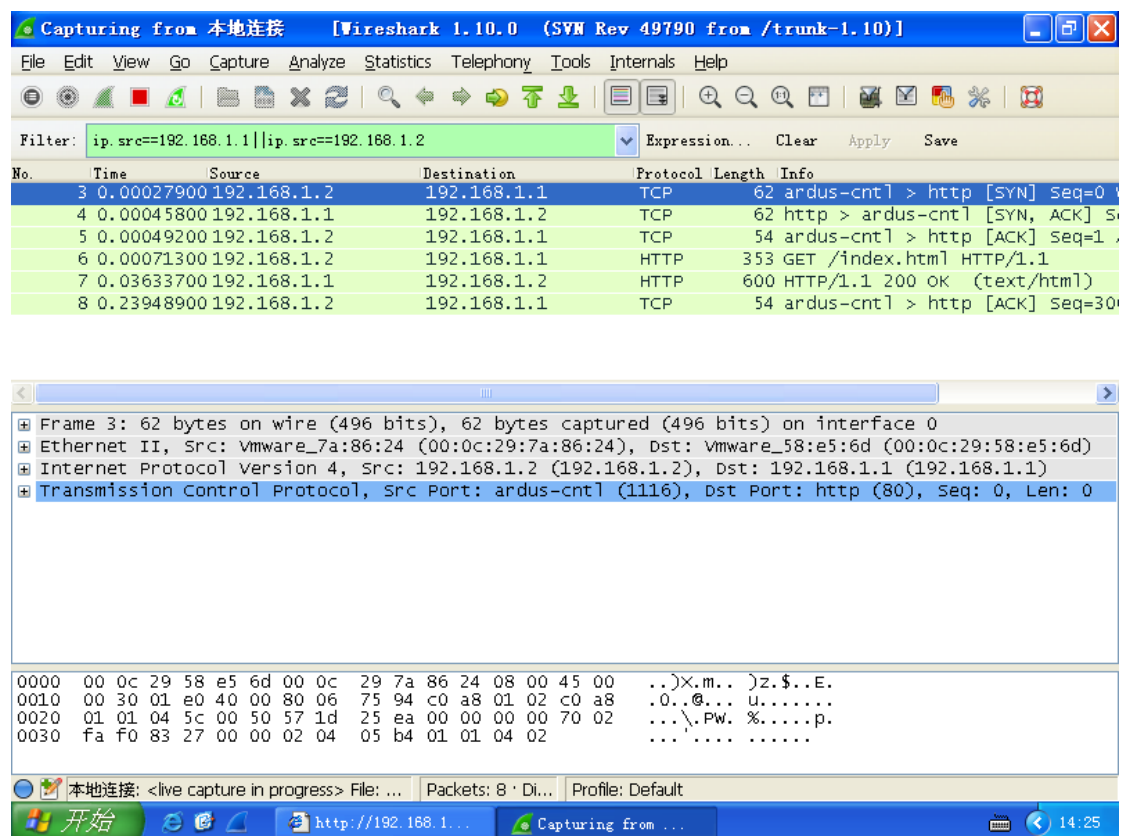 Capturing from 本地连接 [Wireshark 1.10.0 (SVN Rev 49790 from /trunk-1.10)]
File Edit View Go Capture Analyze Statistics Telephony Tools Internals Help
Filter: ip.src==192.168.1.1||ip.src==192.168.1.2 Expression... Clear Apply Save
No. Time Source Destination Protocol Length Info
3 0.00027900 192.168.1.2 192.168.1.1 TCP 62 ardus-cntl > http [SYN] Seq=0
4 0.00045800 192.168.1.1 192.168.1.2 TCP 62 http > ardus-cntl [SYN, ACK]
5 0.00049200 192.168.1.2 192.168.1.1 TCP 54 ardus-cntl > http [ACK] Seq=1
6 0.00071300 192.168.1.2 192.168.1.1 HTTP 353 GET /index.html HTTP/1.1
7 0.03633700 192.168.1.1 192.168.1.2 HTTP 600 HTTP/1.1 200 OK (text/html)
8 0.23948900 192.168.1.2 192.168.1.1 TCP 54 ardus-cntl > http [ACK]
Frame 3: 62 bytes on wire (496 bits), 62 bytes captured (496 bits) on interface 0
Ethernet II, Src: Vmware_7a:86:24 (00:0c:29:7a:86:24), Dst: Vmware_58:e5:6d (00:0c:29:58:e5:6d)
Internet Protocol Version 4, Src: 192.168.1.2 (192.168.1.2), Dst: 192.168.1.1 (192.168.1.1)
Transmission Control Protocol, Src Port: ardus-cntl (1116), Dst Port: http (80), Seq: 0, Len: 0
0000 00 0c 29 58 e5 6d 00 0c 29 7a 86 24 08 00 45 00 ..)X.m.. )z.$..E.
0010 00 30 01 e0 40 00 80 06 75 94 c0 a8 01 02 c0 a8 .0..@... u.......
0020 01 01 04 5c 00 50 57 1d 25 ea 00 00 00 00 70 02 ...\.PW. %.....p.
0030 fa f0 83 27 00 00 02 04 05 b4 01 01 04 02 ...'.... ......
本地连接: <live capture in progress> File: ... Packets: 8 · Di... Profile: Default
开始 http://192.168.1... Capturing from ... 14:25